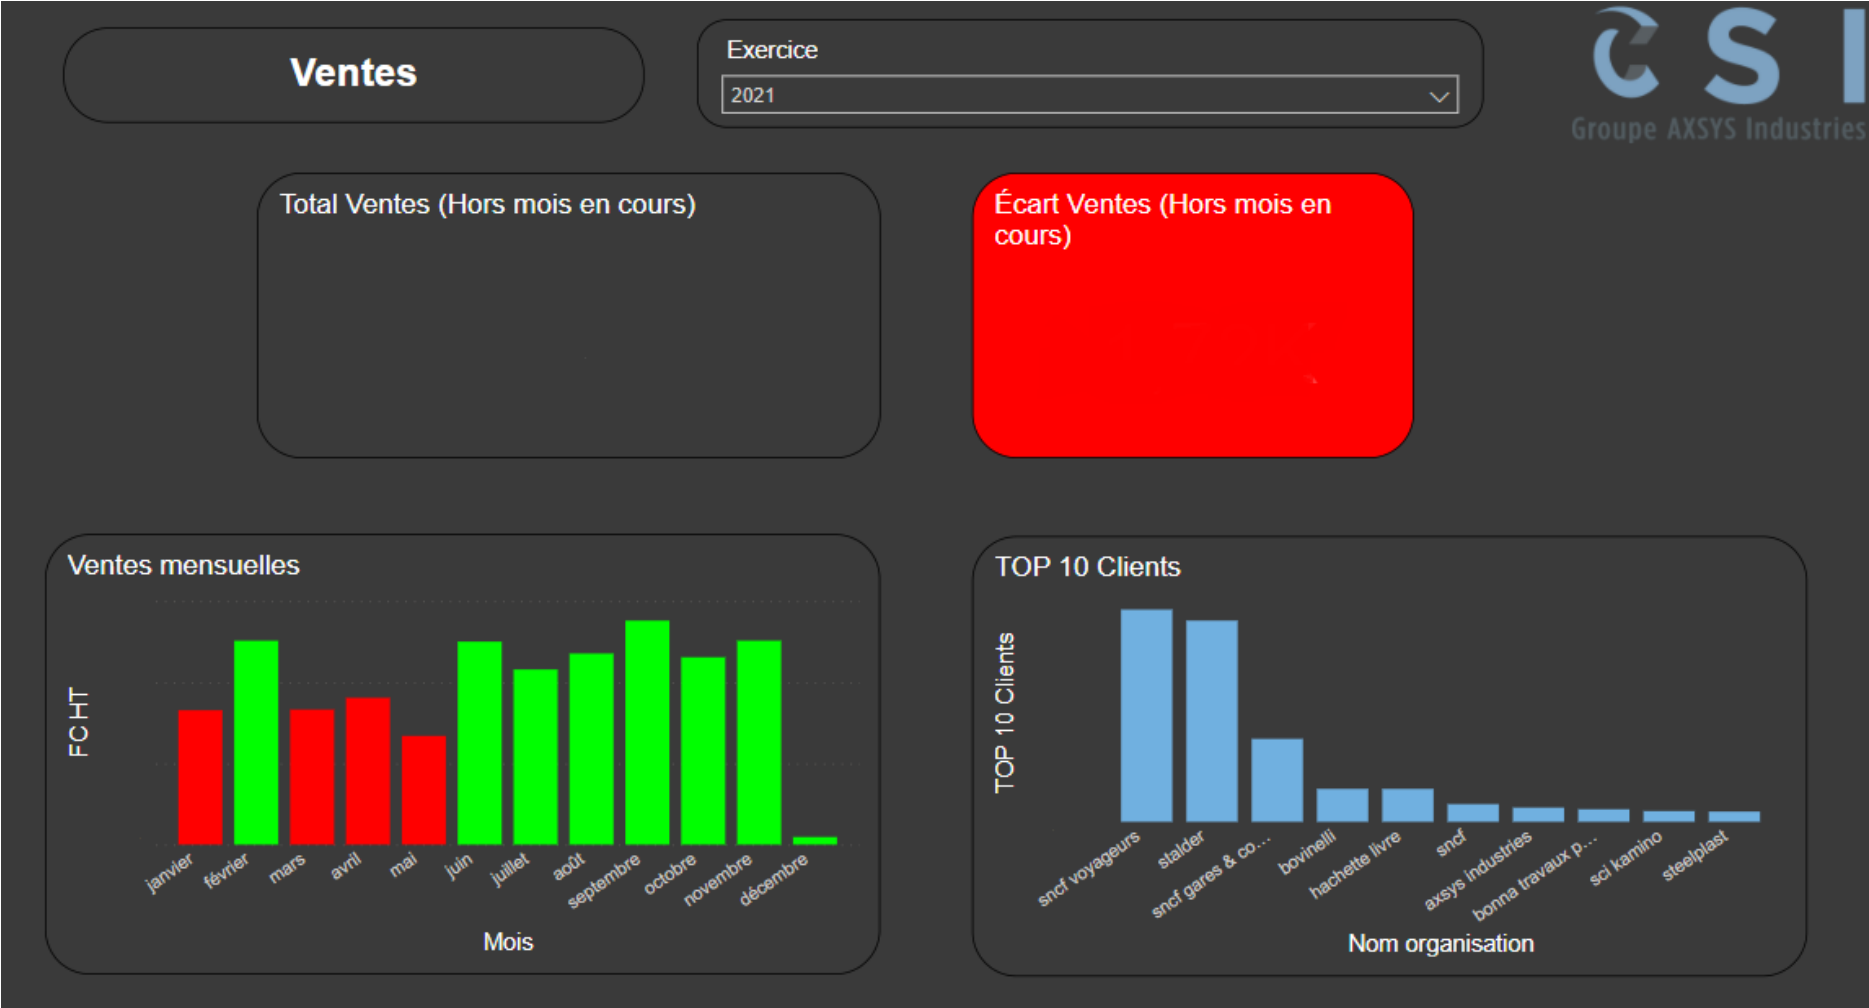 Ventes
Exercice
2021
CSI
Groupe AXSYS Industries
Total Ventes (Hors mois en cours)
Écart Ventes (Hors mois en
cours)
Ventes mensuelles
FC HT
janvier
février
mars
avril
mai
juin
juillet
août
septembre
octobre
novembre
décembre
Mois
TOP 10 Clients
TOP 10 Clients
sncf voyageurs
stalder
sncf gares & co...
bovinelli
hachette livre
sncf
axsys industries
bonna travaux p...
sci kamino
steelplast
Nom organisation